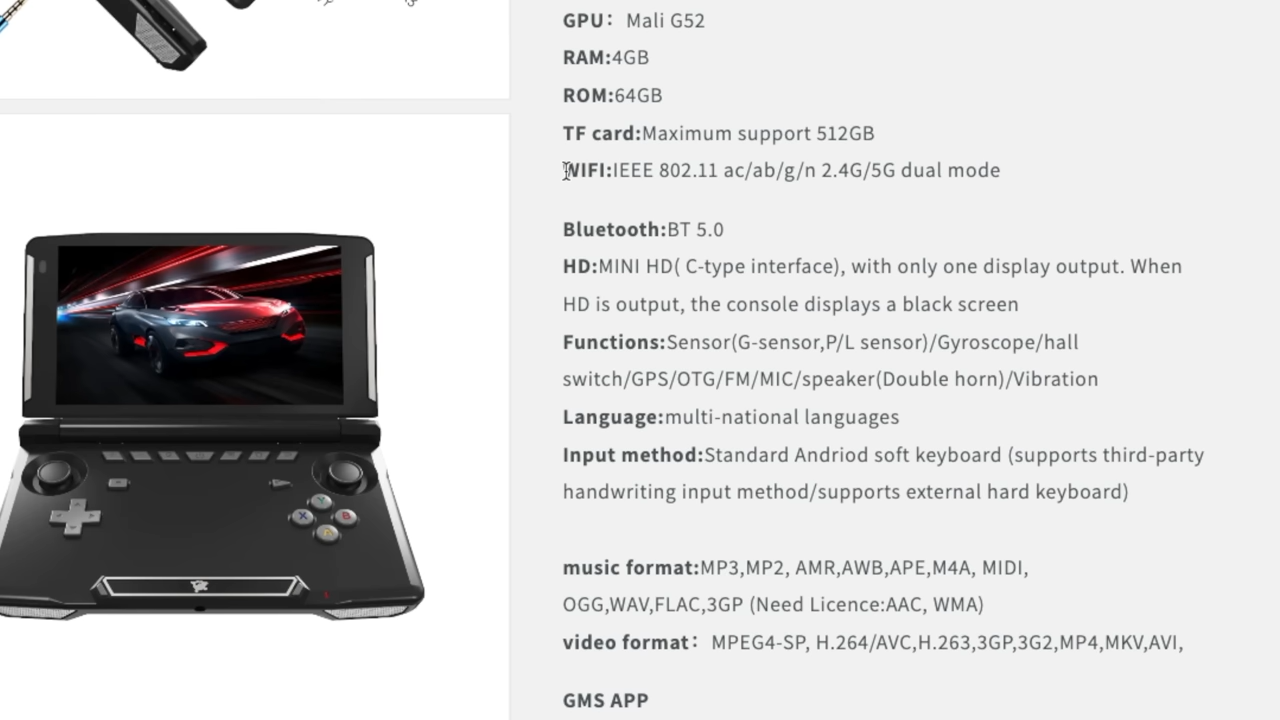 GPU： Mali G52
RAM:4GB
ROM:64GB
TF card:Maximum support 512GB
WIFI:IEEE 802.11 ac/ab/g/n 2.4G/5G dual mode
Bluetooth:BT 5.0
HD:MINI HD( C-type interface), with only one display output. When
HD is output, the console displays a black screen
Functions:Sensor(G-sensor,P/L sensor)/Gyroscope/hall
switch/GPS/OTG/FM/MIC/speaker(Double horn)/Vibration
Language:multi-national languages
Input method:Standard Andriod soft keyboard (supports third-party
handwriting input method/supports external hard keyboard)
music format:MP3,MP2, AMR,AWB,APE,M4A, MIDI,
OGG,WAV,FLAC,3GP (Need Licence:AAC, WMA)
video format： MPEG4-SP, H.264/AVC,H.263,3GP,3G2,MP4,MKV,AVI,
GMS APP
Y
X
B
A